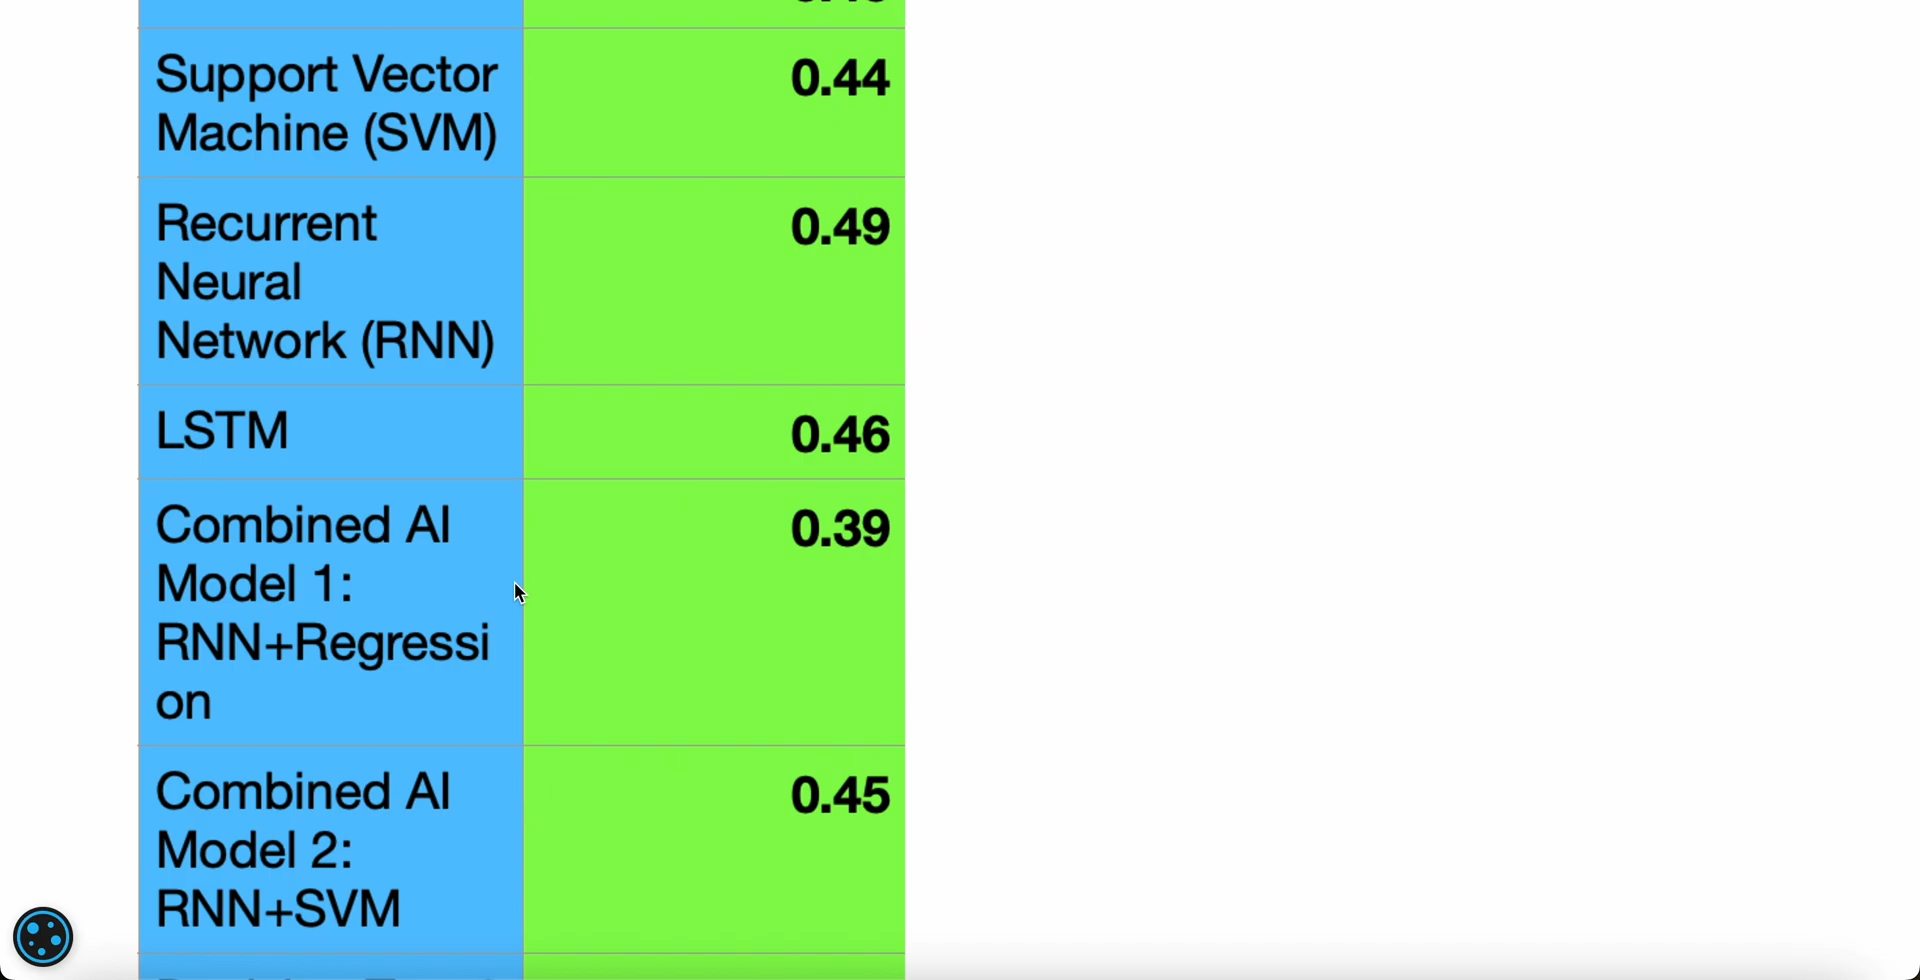 Support Vector
Machine (SVM)
0.44
Recurrent
Neural
Network (RNN)
0.49
LSTM
0.46
Combined AI
Model 1:
RNN+Regressi
on
0.39
Combined AI
Model 2:
RNN+SVM
0.45